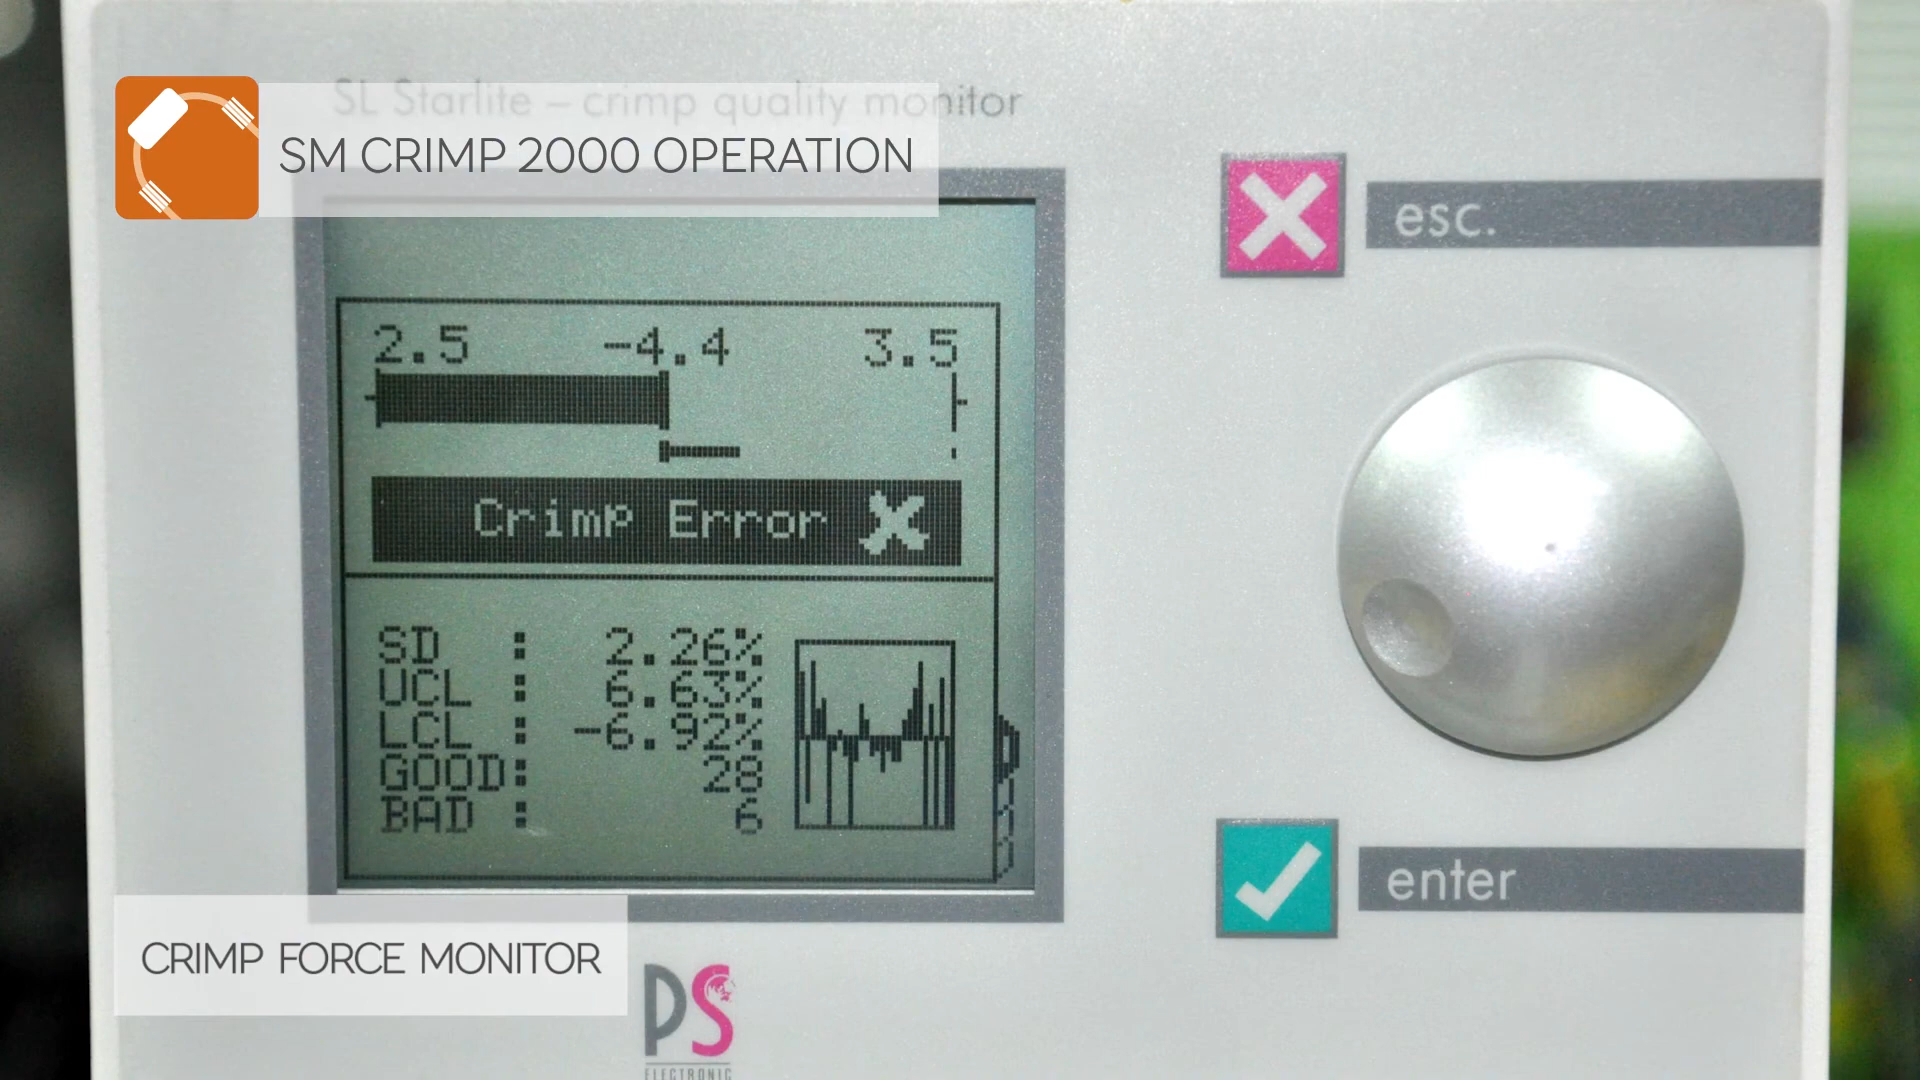 SL Starlite – crimp quality monitor
SM CRIMP 2000 OPERATION
esc.
2.5 -4.4 3.5
Crimp Error
SD : 2.26%
UCL : 6.63%
LCL : -6.92%
GOOD: 28
BAD : 6
enter
CRIMP FORCE MONITOR
PS
ELECTRONIC